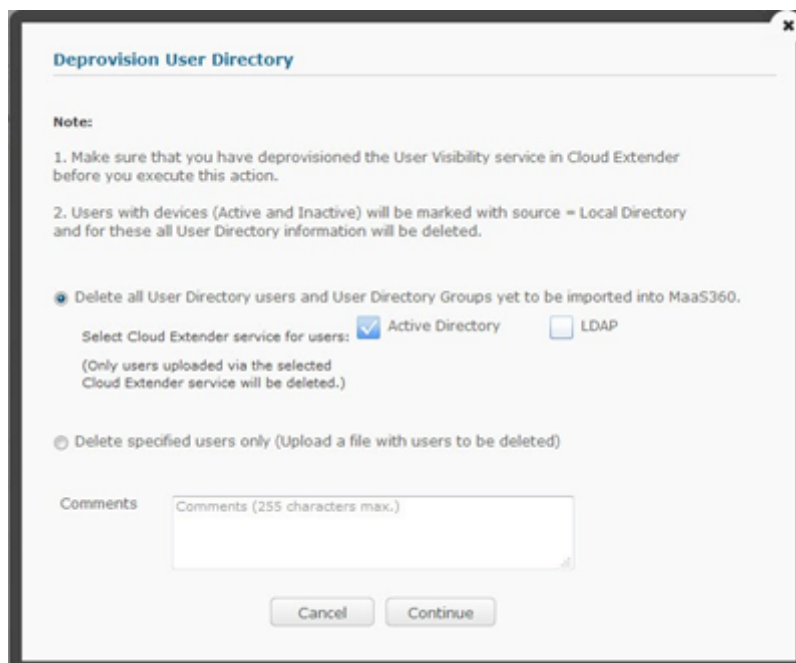 Deprovision User Directory
Note:
1. Make sure that you have deprovisioned the User Visibility service in Cloud Extender
before you execute this action.
2. Users with devices (Active and Inactive) will be marked with source = Local Directory
and for these all User Directory information will be deleted.
Delete all User Directory users and User Directory Groups yet to be imported into MaaS360.
Select Cloud Extender service for users: Active Directory LDAP
(Only users uploaded via the selected
Cloud Extender service will be deleted.)
Delete specified users only (Upload a file with users to be deleted)
Comments
Comments (255 characters max.)
Cancel Continue